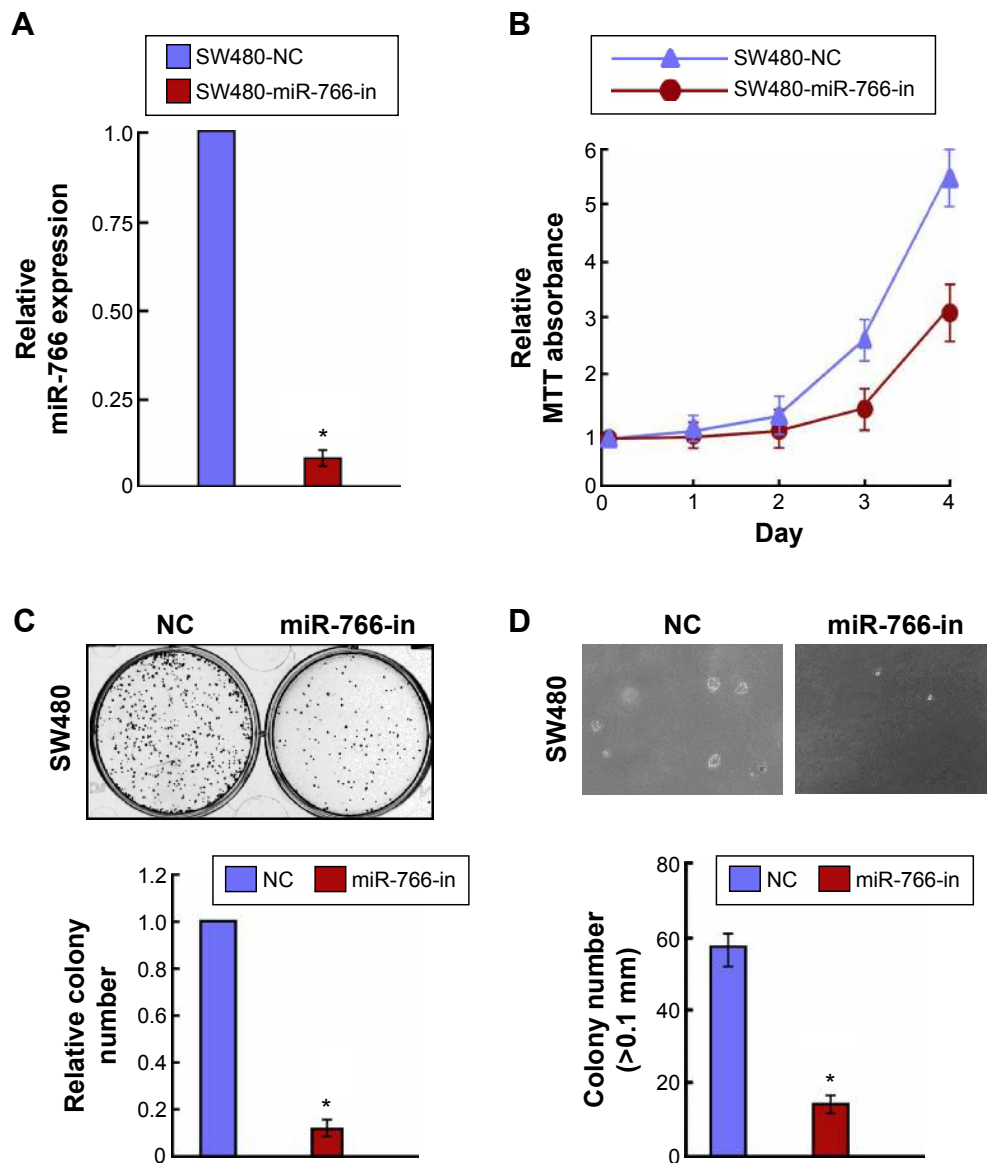 A
SW480-NC
SW480-miR-766-in
Relative
miR-766 expression
1.0
0.75
0.50
0.25
0
*
B
SW480-NC
SW480-miR-766-in
Relative
MTT absorbance
6
5
4
3
2
1
0
0 1 2 3 4
Day
C
NC miR-766-in
SW480
NC miR-766-in
Relative colony
number
1.2
1.0
0.8
0.6
0.4
0.2
0
*
D
NC miR-766-in
SW480
NC miR-766-in
Colony number
(>0.1 mm)
80
60
40
20
0
*